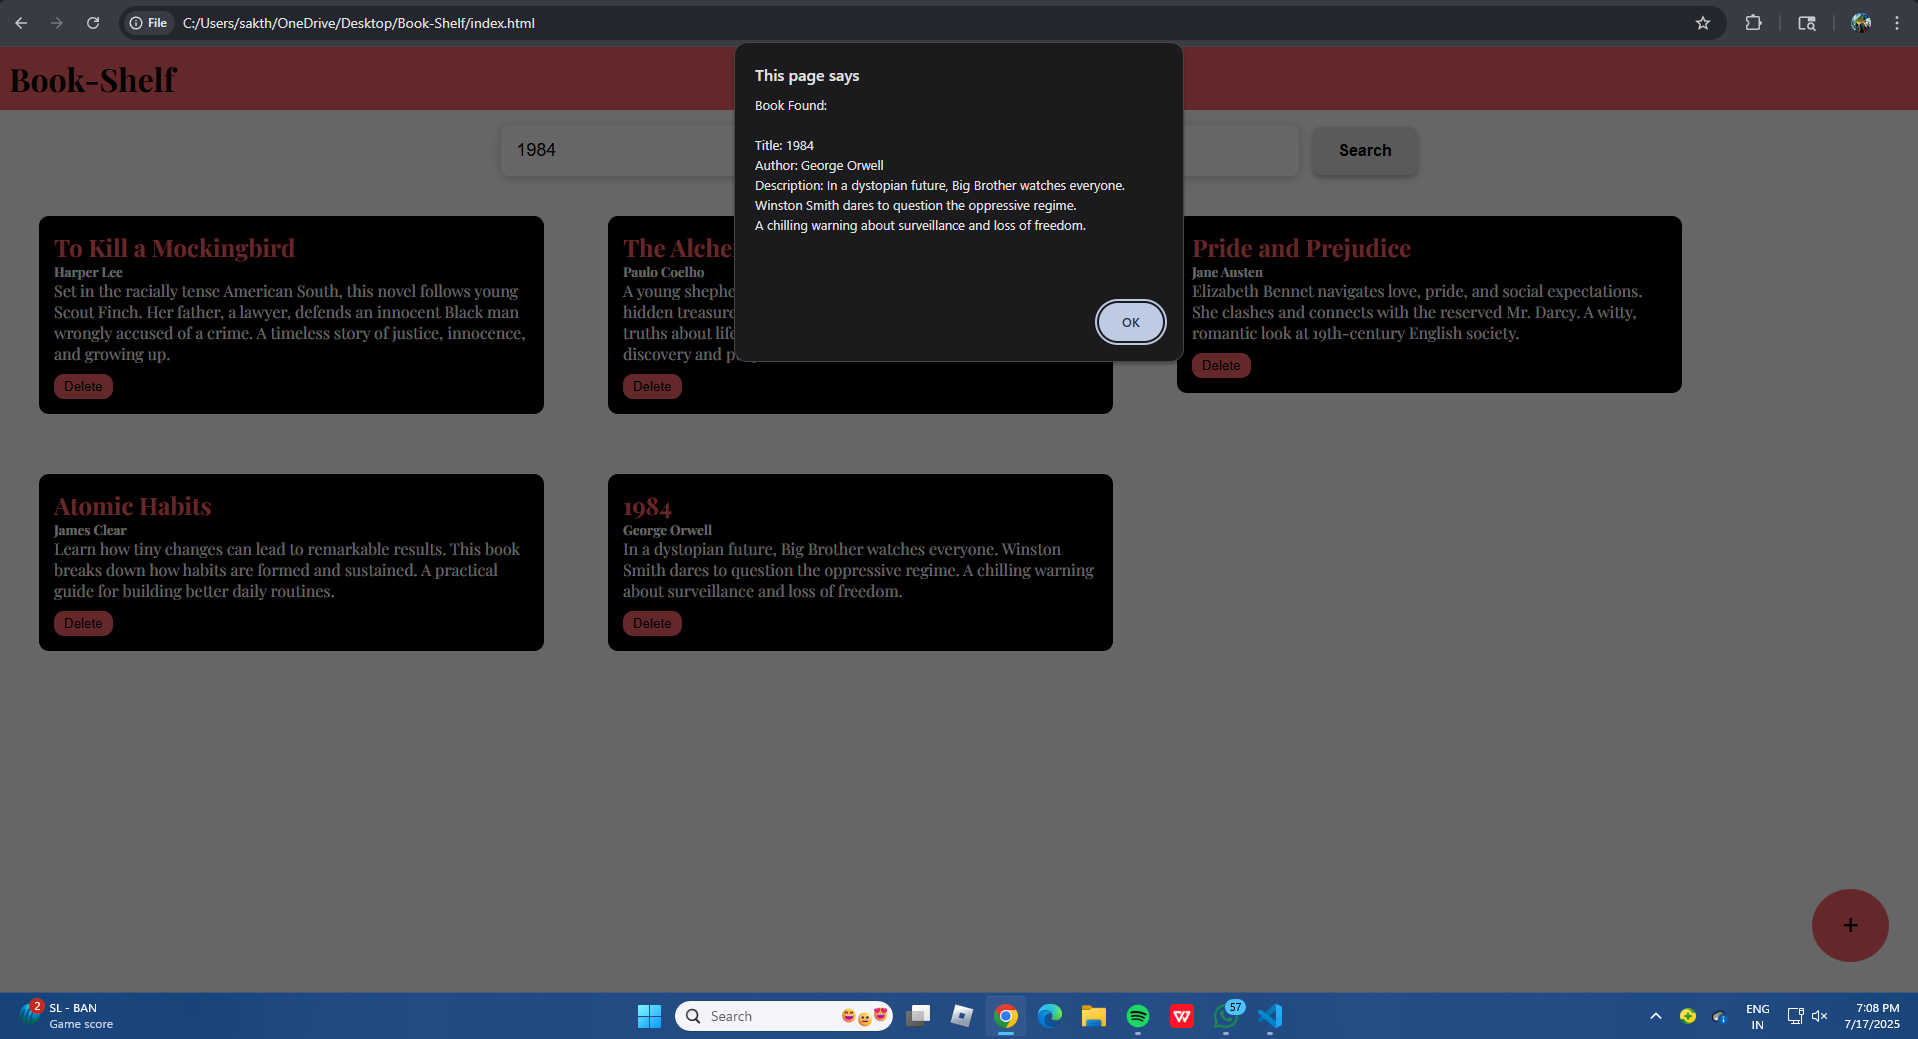 File
C:/Users/sakth/OneDrive/Desktop/Book-Shelf/index.html
Book-Shelf
This page says
Book Found:
Title: 1984
Author: George Orwell
Description: In a dystopian future, Big Brother watches everyone.
Winston Smith dares to question the oppressive regime.
A chilling warning about surveillance and loss of freedom.
OK
1984
Search
To Kill a Mockingbird
Harper Lee
Set in the racially tense American South, this novel follows young
Scout Finch. Her father, a lawyer, defends an innocent Black man
wrongly accused of a crime. A timeless story of justice, innocence,
and growing up.
Delete
The Alche
Paulo Coelho
A young shephe
hidden treasure
truths about life
discovery and
Delete
Pride and Prejudice
Jane Austen
Elizabeth Bennet navigates love, pride, and social expectations.
She clashes and connects with the reserved Mr. Darcy. A witty,
romantic look at 19th-century English society.
Delete
Atomic Habits
James Clear
Learn how tiny changes can lead to remarkable results. This book
breaks down how habits are formed and sustained. A practical
guide for building better daily routines.
Delete
1984
George Orwell
In a dystopian future, Big Brother watches everyone. Winston
Smith dares to question the oppressive regime. A chilling warning
about surveillance and loss of freedom.
Delete
+
2
SL - BAN
Game score
Search
W
57
ENG
IN
7:08 PM
7/17/2025